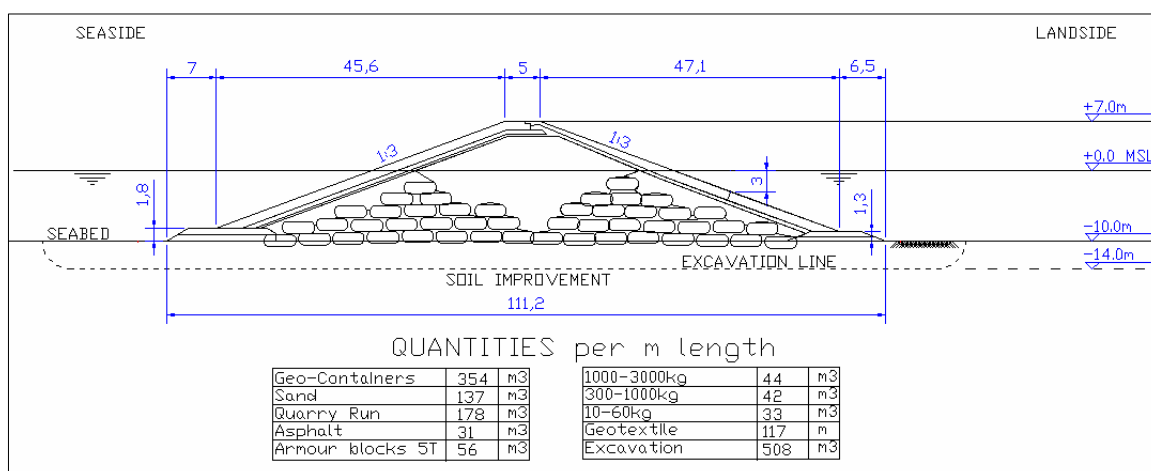 SEASIDE
LANDSIDE
7
45,6
5
47,1
6,5
+7.0m
1:3
1:3
+0.0 MSL
3
1,8
1,3
SEABED
-10.0m
EXCAVATION LINE
-14.0m
SOIL IMPROVEMENT
111,2
QUANTITIES per m length
Geo-Containers 354 m3
Sand 137 m3
Quarry Run 178 m3
Asphalt 31 m3
Armour blocks 5T 56 m3
1000-3000kg 44 m3
300-1000kg 42 m3
10-60kg 33 m3
Geotextile 117 m
Excavation 508 m3